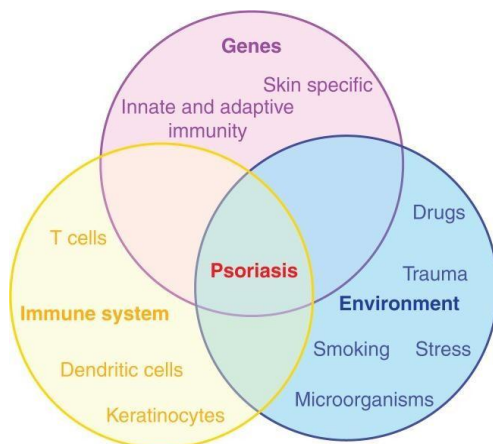 Genes
Skin specific
Innate and adaptive
immunity
Drugs
T cells
Psoriasis
Trauma
Immune system
Environment
Smoking
Stress
Dendritic cells
Microorganisms
Keratinocytes